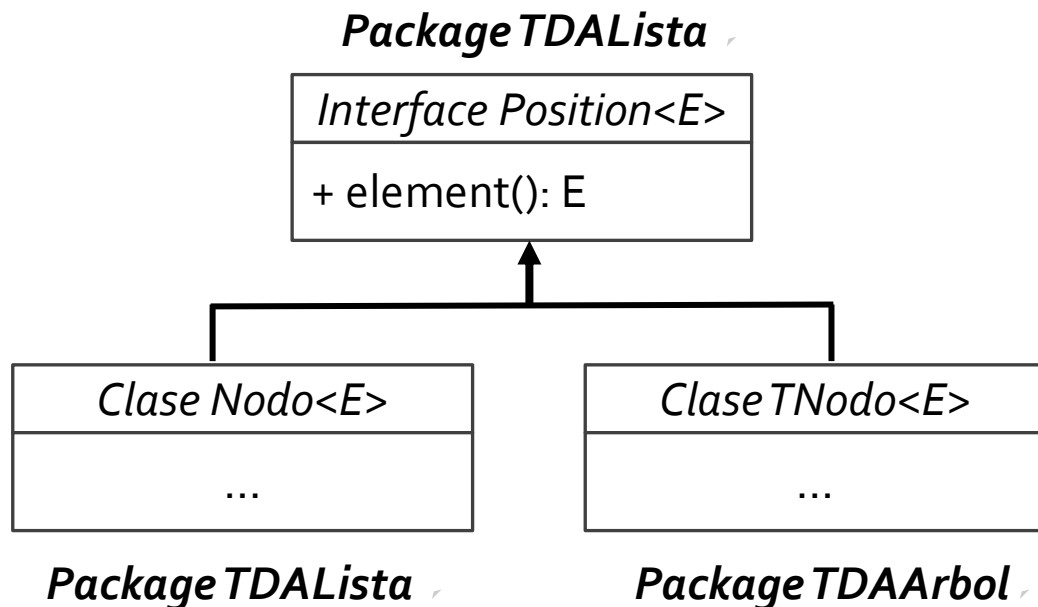 Package TDALista
Interface Position<E>
+ element(): E
Clase Nodo<E>
Clase TNodo<E>
...
...
Package TDALista
Package TDAArbol